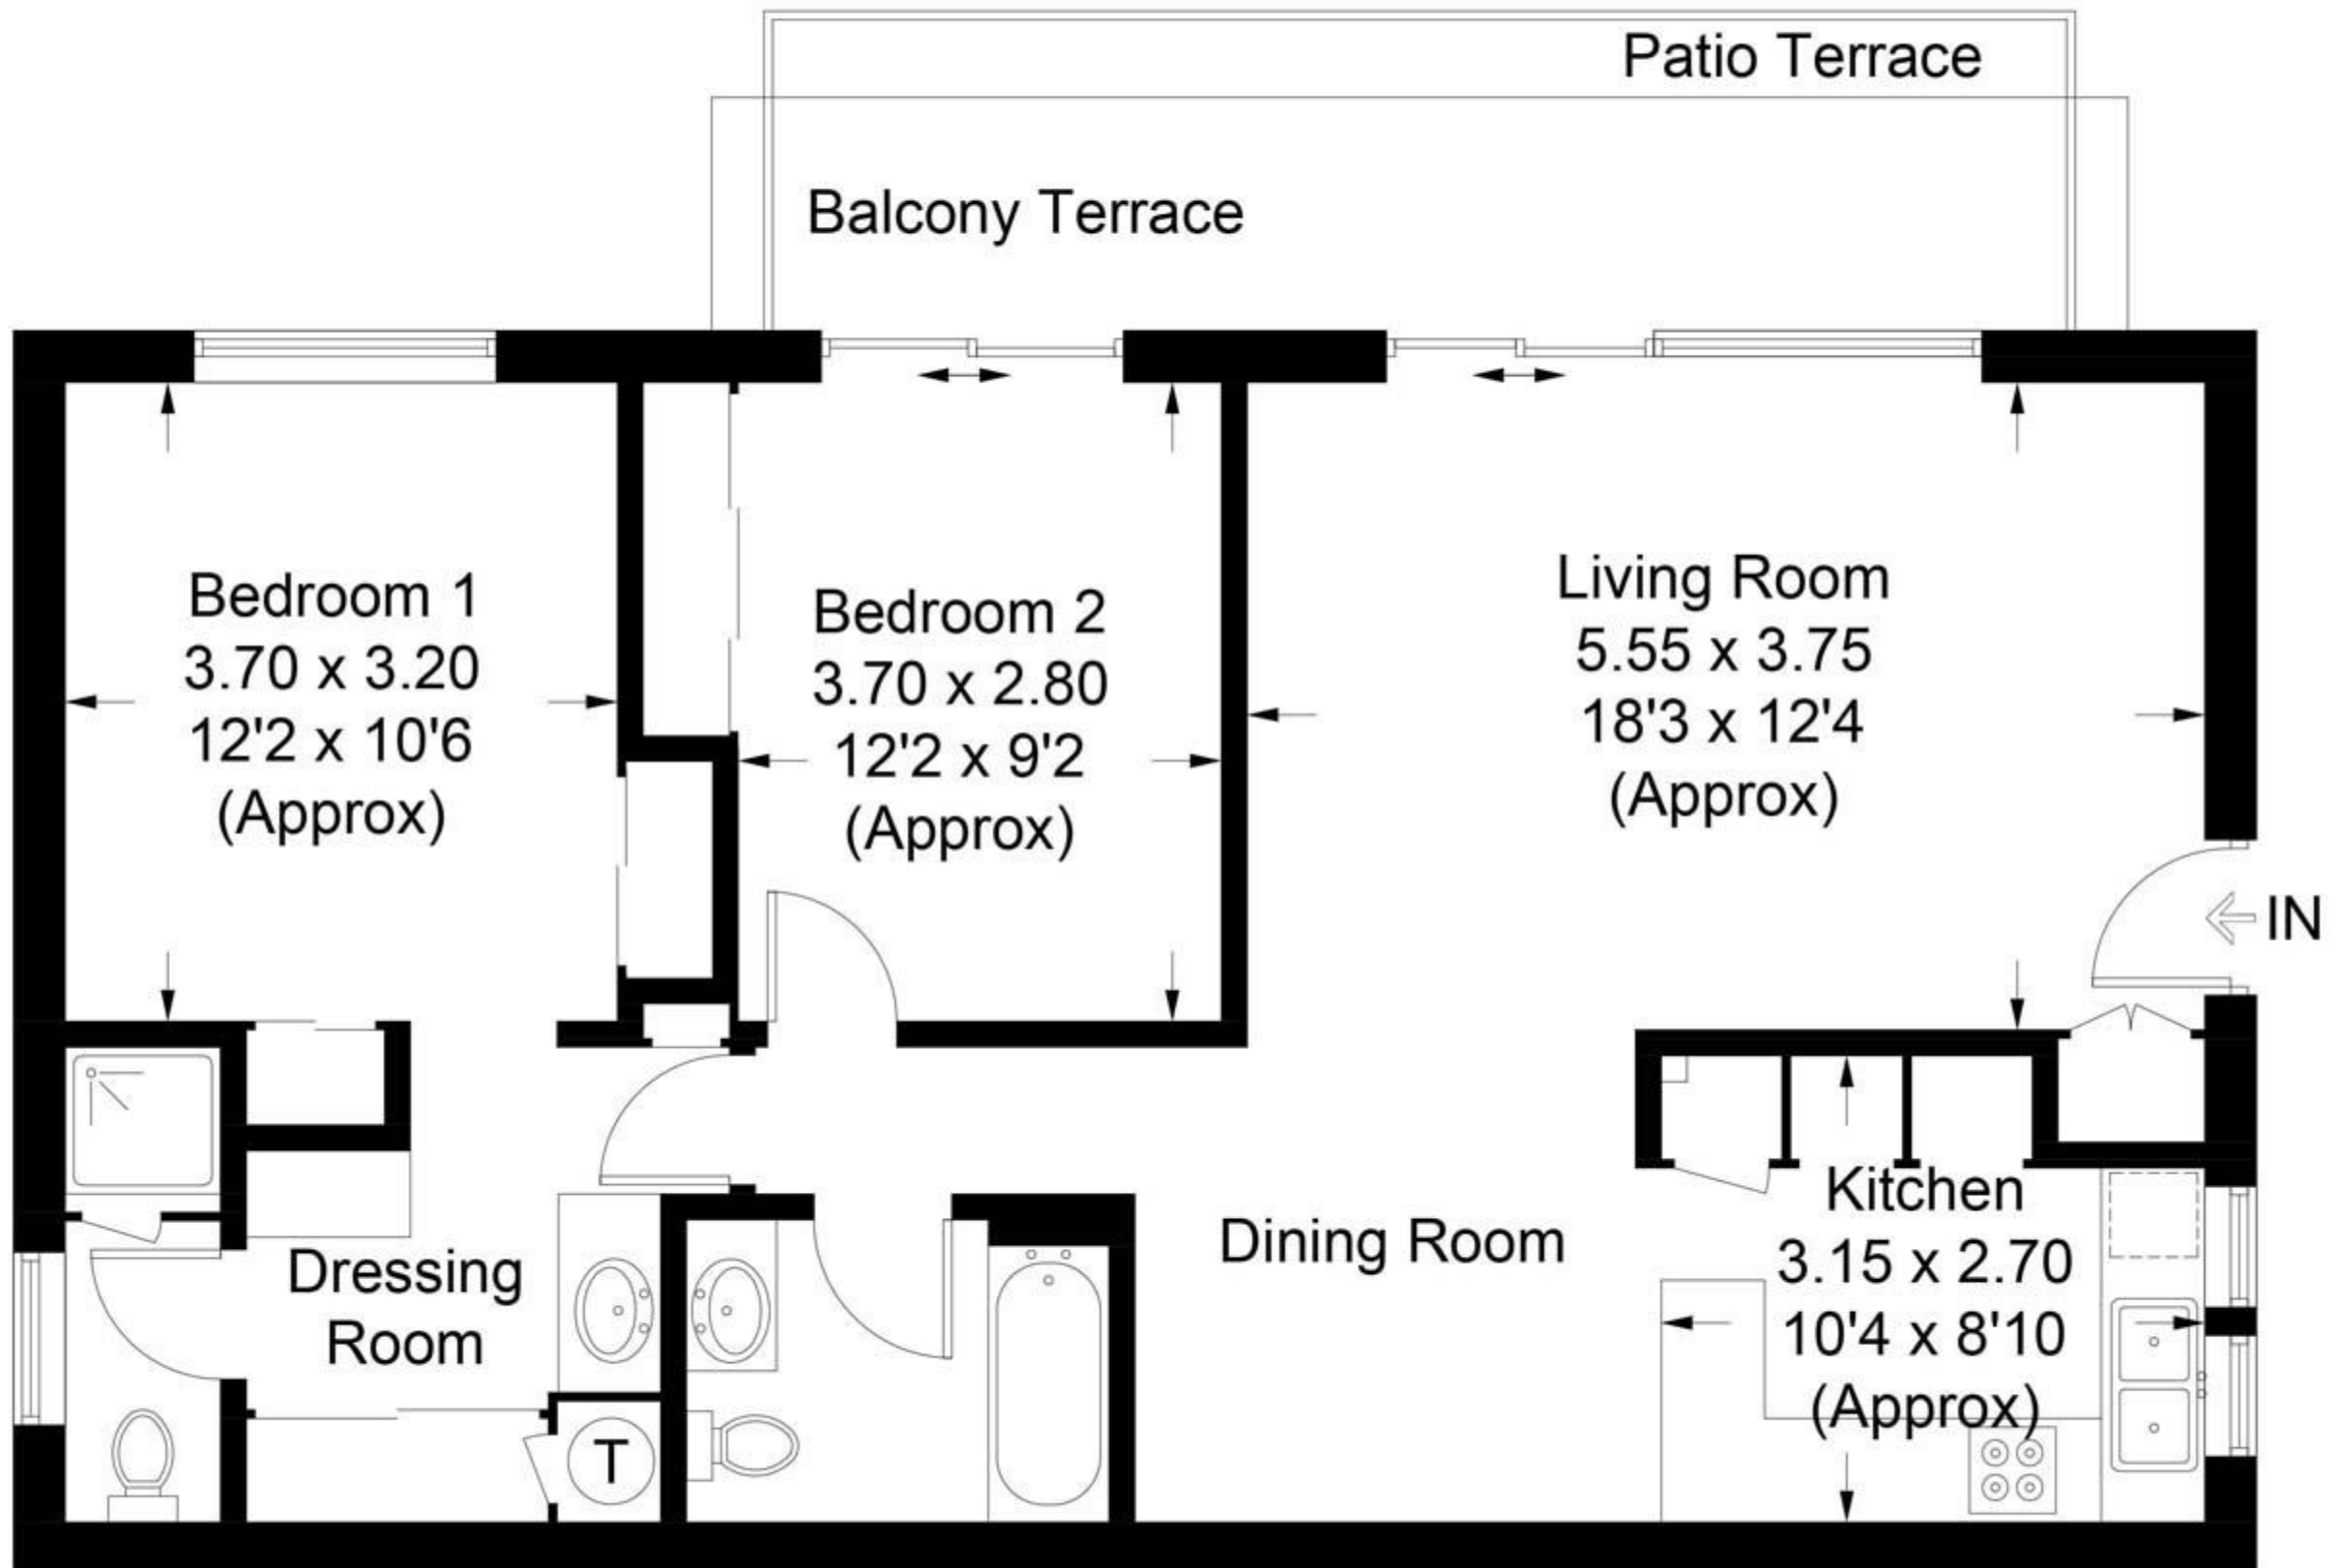 Patio Terrace
Balcony Terrace
Bedroom 1
3.70 x 3.20
12'2 x 10'6
(Approx)
Bedroom 2
3.70 x 2.80
12'2 x 9'2
(Approx)
Living Room
5.55 x 3.75
18'3 x 12'4
(Approx)
IN
Dressing
Room
T
Dining Room
Kitchen
3.15 x 2.70
10'4 x 8'10
(Approx)